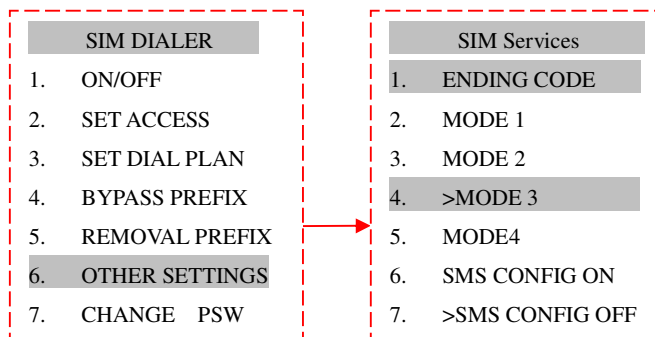 SIM DIALER
1. ON/OFF
2. SET ACCESS
3. SET DIAL PLAN
4. BYPASS PREFIX
5. REMOVAL PREFIX
6. OTHER SETTINGS
7. CHANGE PSW
SIM Services
1. ENDING CODE
2. MODE 1
3. MODE 2
4. >MODE 3
5. MODE4
6. SMS CONFIG ON
7. >SMS CONFIG OFF